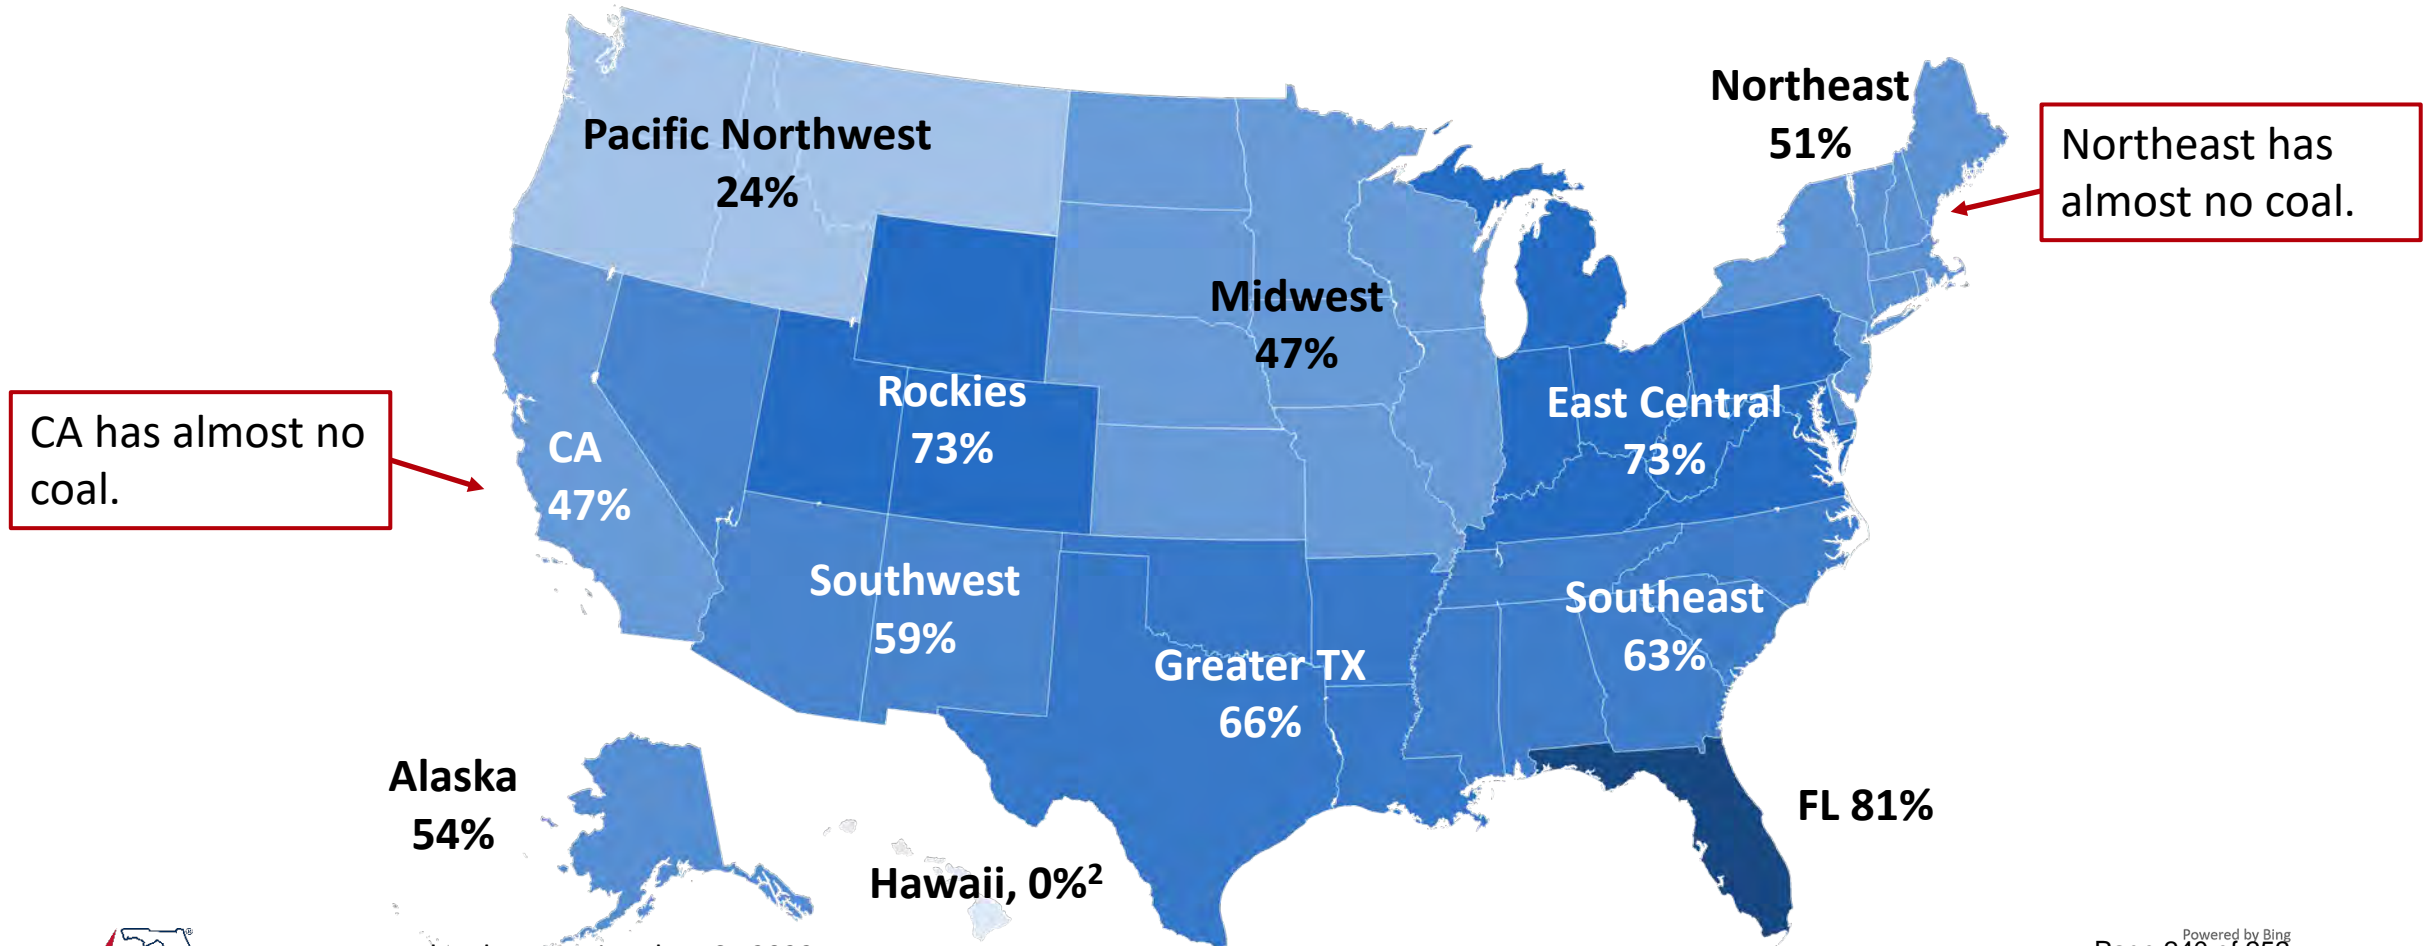 Northeast
51%
Northeast has
almost no coal.
Pacific Northwest
24%
Midwest
47%
Rockies
73%
East Central
73%
CA has almost no
coal.
CA
47%
Southwest
59%
Southeast
63%
Greater TX
66%
Alaska
54%
FL 81%
Hawaii, 0%²
Powered by Bing